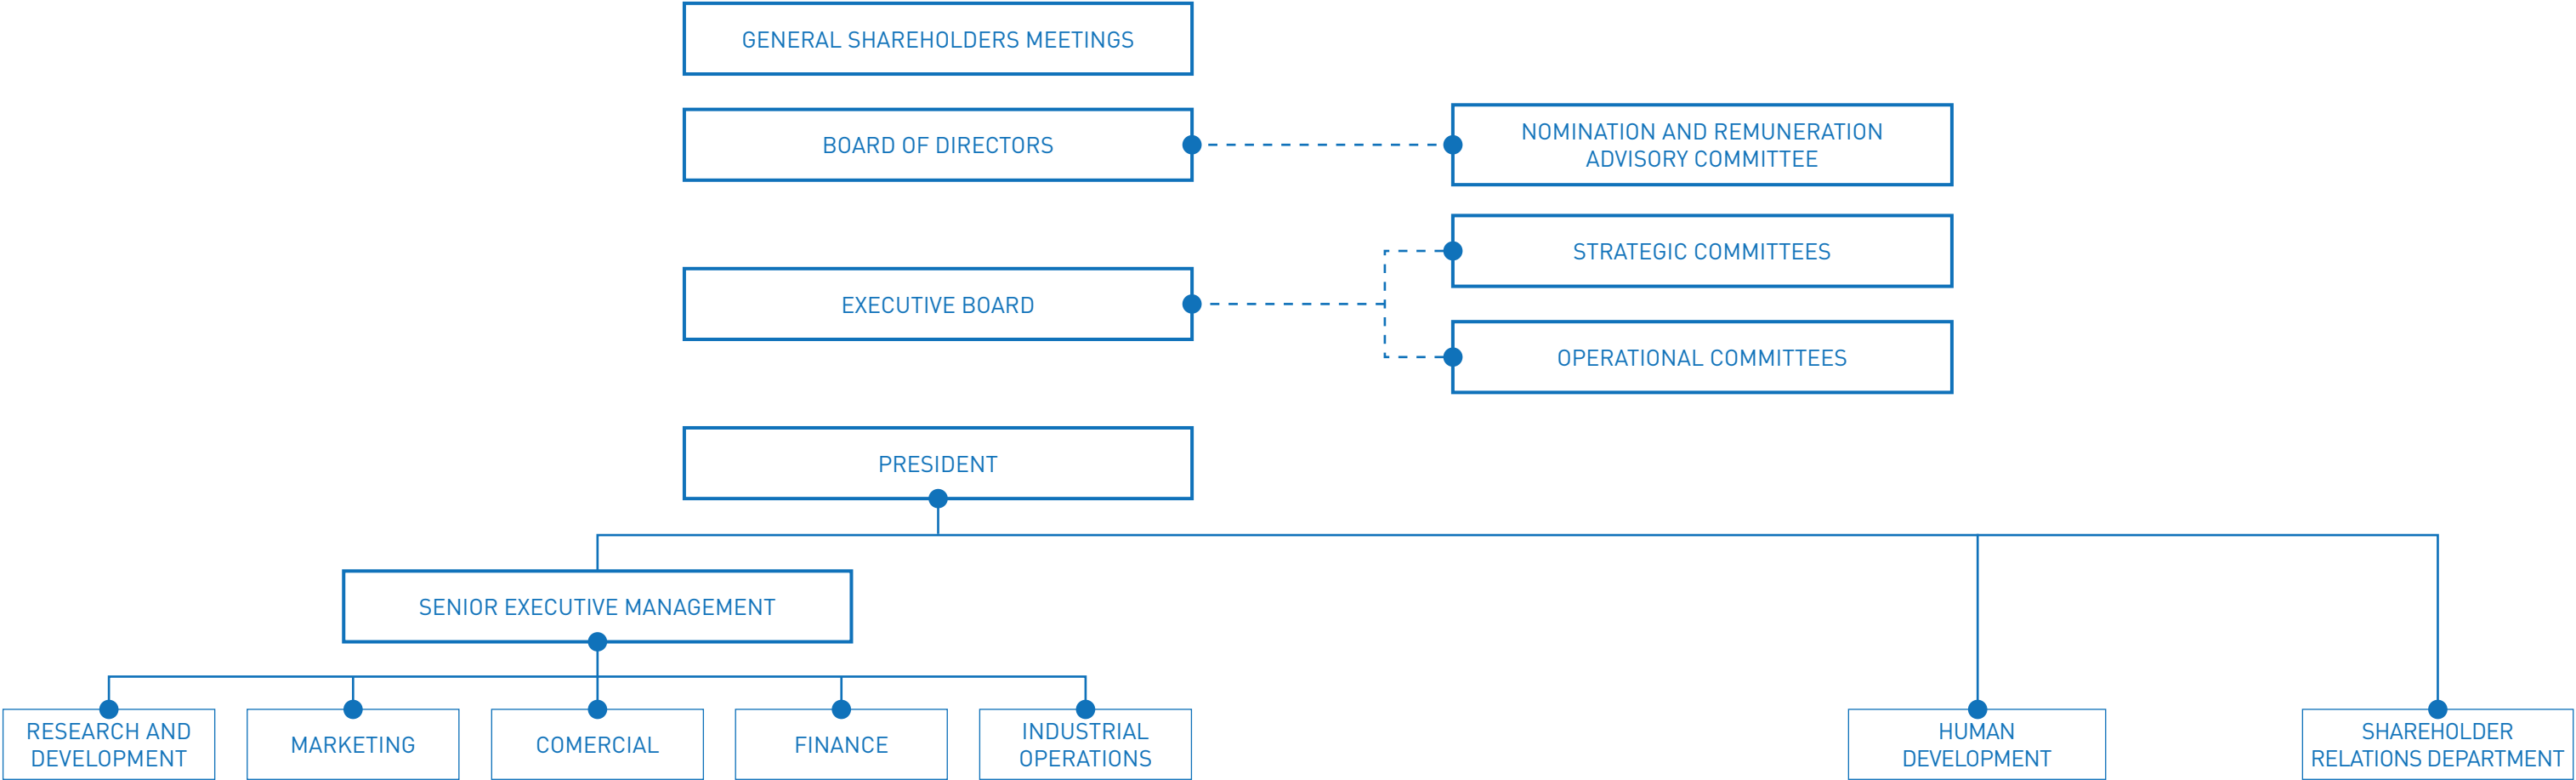 GENERAL SHAREHOLDERS MEETINGS
BOARD OF DIRECTORS
NOMINATION AND REMUNERATION
ADVISORY COMMITTEE
STRATEGIC COMMITTEES
EXECUTIVE BOARD
OPERATIONAL COMMITTEES
PRESIDENT
SENIOR EXECUTIVE MANAGEMENT
RESEARCH AND
DEVELOPMENT
MARKETING
COMERCIAL
FINANCE
INDUSTRIAL
OPERATIONS
HUMAN
DEVELOPMENT
SHAREHOLDER
RELATIONS DEPARTMENT